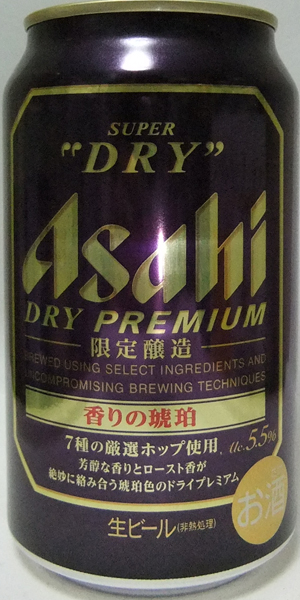 SUPER
"DRY"
Asahi
DRY PREMIUM
限定醸造
BREWED USING SELECT INGREDIENTS AND
UNCOMPROMISING BREWING TECHNIQUES
香りの琥珀
7種の厳選ホップ使用 Alc.5.5%
芳醇な香りとロースト香が
絶妙に絡み合う琥珀色のドライプレミアム
お酒
生ビール(非熱処理)